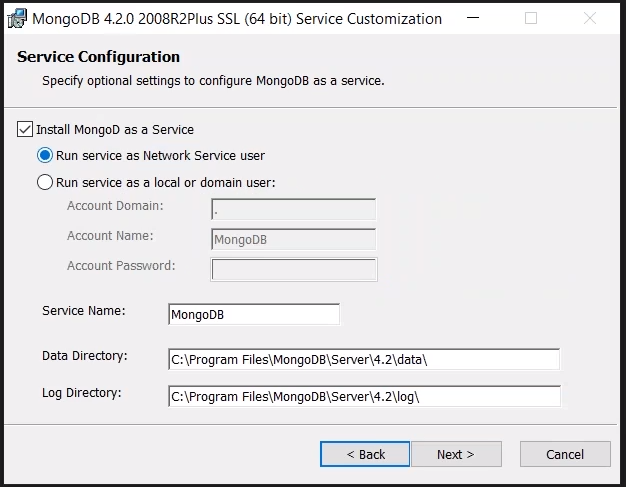 MongoDB 4.2.0 2008R2Plus SSL (64 bit) Service Customization
Service Configuration
Specify optional settings to configure MongoDB as a service.
Install MongoD as a Service
Run service as Network Service user
Run service as a local or domain user:
Account Domain: .
Account Name: MongoDB
Account Password:
Service Name: MongoDB
Data Directory: C:\Program Files\MongoDB\Server\4.2\data\
Log Directory: C:\Program Files\MongoDB\Server\4.2\log\
< Back Next > Cancel